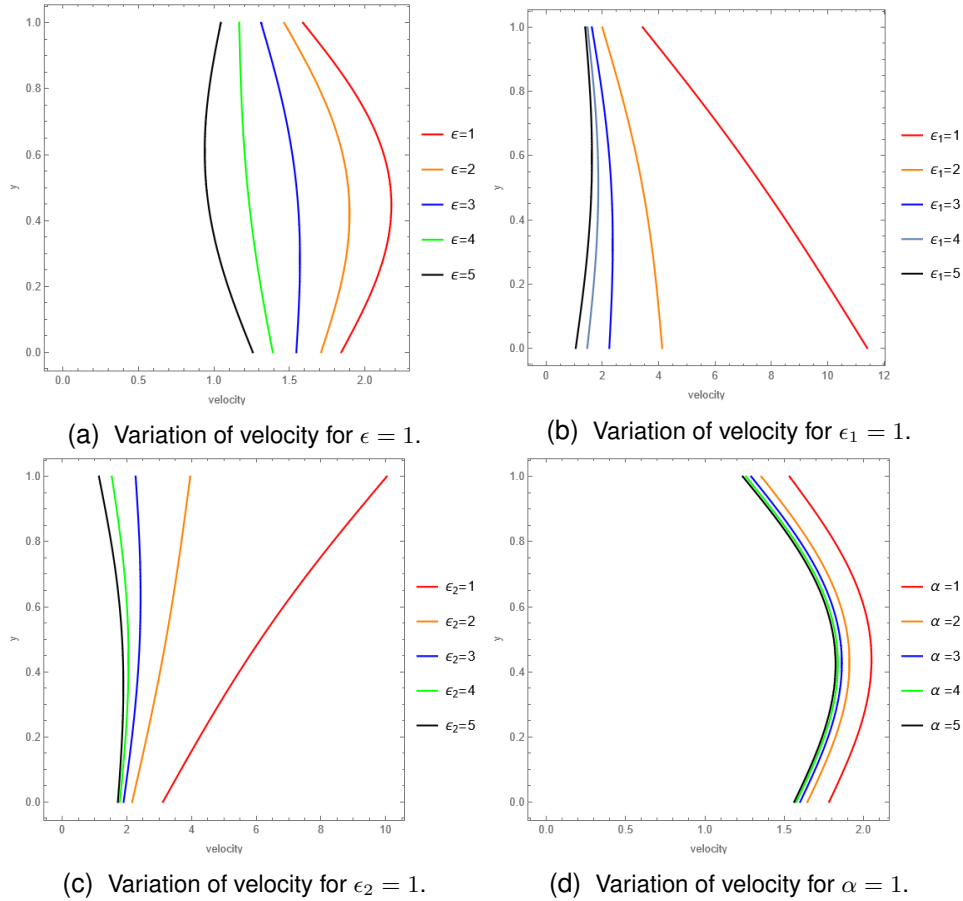 1.0
0.8
0.6
0.4
0.2
0.0
y
0.0 0.5 1.0 1.5 2.0
velocity
ϵ=1
ϵ=2
ϵ=3
ϵ=4
ϵ=5
(a) Variation of velocity for ϵ = 1.
1.0
0.8
0.6
0.4
0.2
0.0
y
0 2 4 6 8 10 12
velocity
ϵ₁=1
ϵ₁=2
ϵ₁=3
ϵ₁=4
ϵ₁=5
(b) Variation of velocity for ϵ₁ = 1.
1.0
0.8
0.6
0.4
0.2
0.0
y
0 2 4 6 8 10
velocity
ϵ₂=1
ϵ₂=2
ϵ₂=3
ϵ₂=4
ϵ₂=5
(c) Variation of velocity for ϵ₂ = 1.
1.0
0.8
0.6
0.4
0.2
0.0
y
0.0 0.5 1.0 1.5 2.0
velocity
α =1
α =2
α =3
α =4
α =5
(d) Variation of velocity for α = 1.